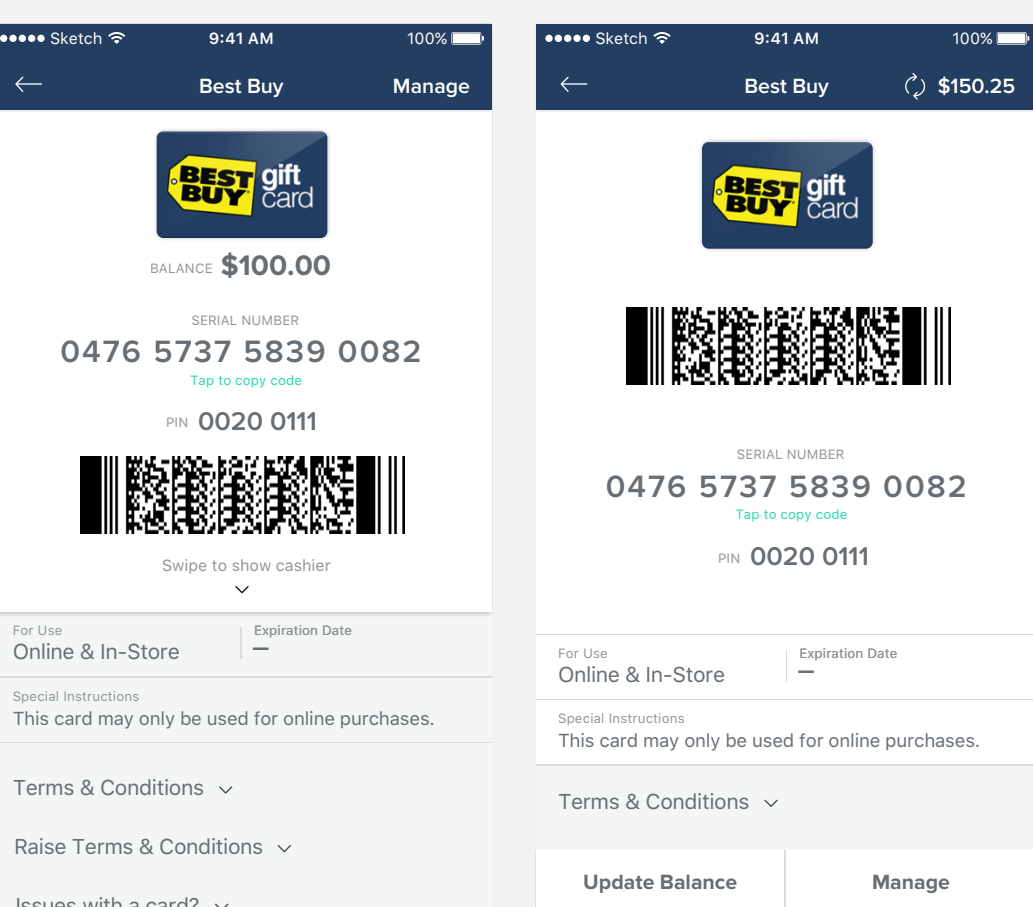 Sketch 9:41 AM 100%
Best Buy Manage
BEST BUY gift card
BALANCE $100.00
SERIAL NUMBER
0476 5737 5839 0082
Tap to copy code
PIN 0020 0111
Swipe to show cashier
For Use Expiration Date
Online & In-Store –
Special Instructions
This card may only be used for online purchases.
Terms & Conditions
Raise Terms & Conditions
Issues with a card?
Sketch 9:41 AM 100%
Best Buy $150.25
BEST BUY gift card
SERIAL NUMBER
0476 5737 5839 0082
Tap to copy code
PIN 0020 0111
For Use Expiration Date
Online & In-Store –
Special Instructions
This card may only be used for online purchases.
Terms & Conditions
Update Balance Manage